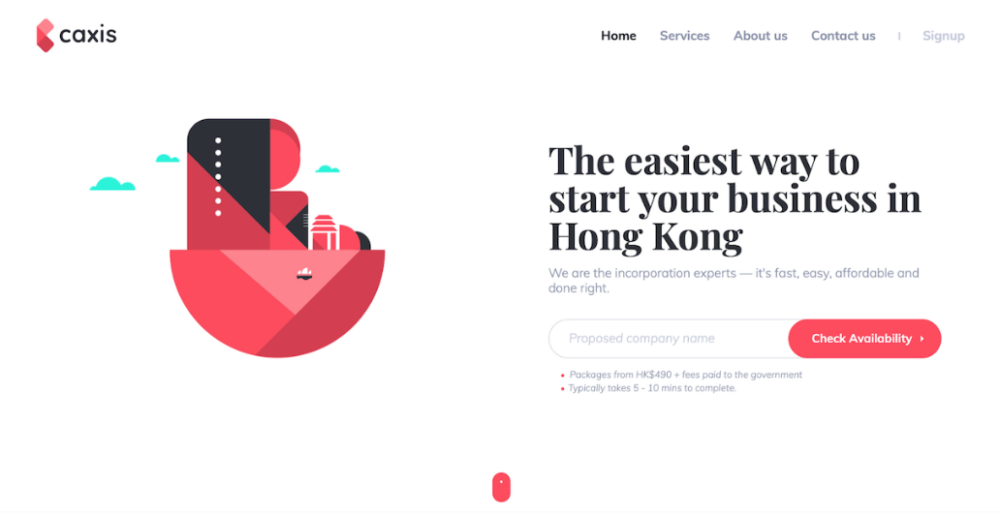 caxis
Home Services About us Contact us | Signup
The easiest way to
start your business in
Hong Kong
We are the incorporation experts — it's fast, easy, affordable and
done right.
Proposed company name
Check Availability
Packages from HK$490 + fees paid to the government
Typically takes 5 - 10 mins to complete.